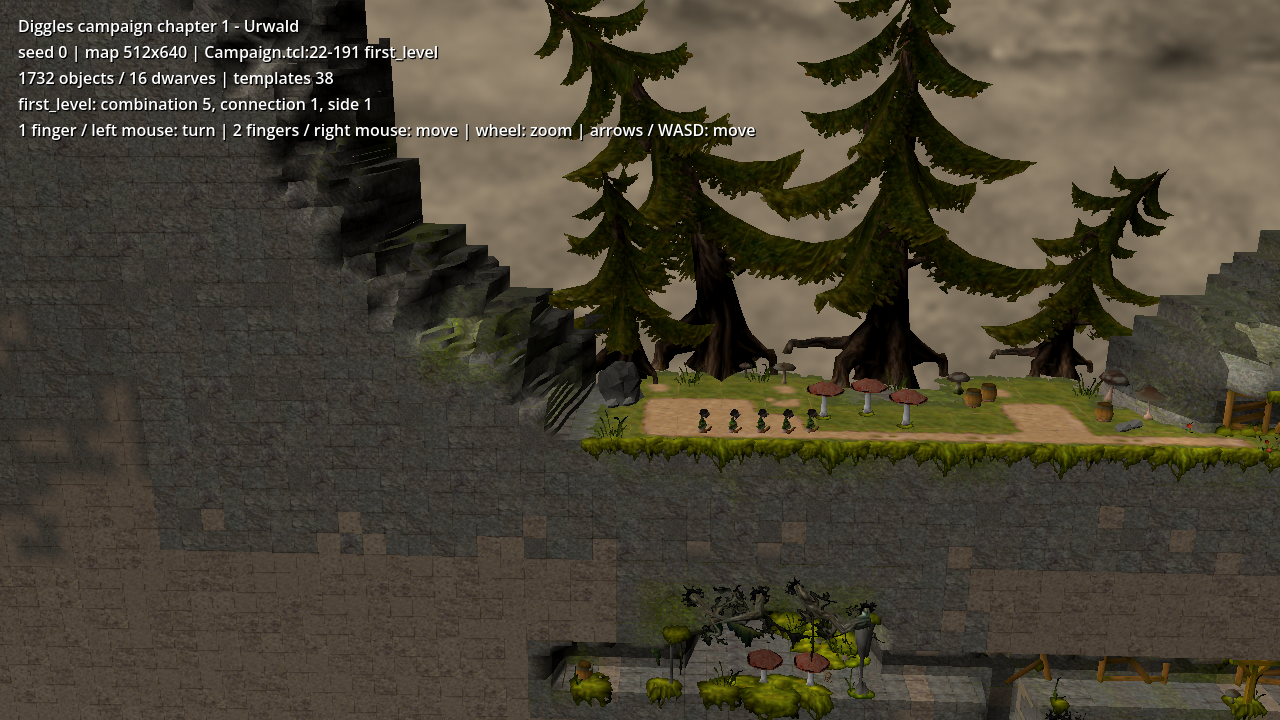 Diggles campaign chapter 1 - Urwald
seed 0 | map 512x640 | Campaign.tcl:22-191 first_level
1732 objects / 16 dwarves | templates 38
first_level: combination 5, connection 1, side 1
1 finger / left mouse: turn | 2 fingers / right mouse: move | wheel: zoom | arrows / WASD: move